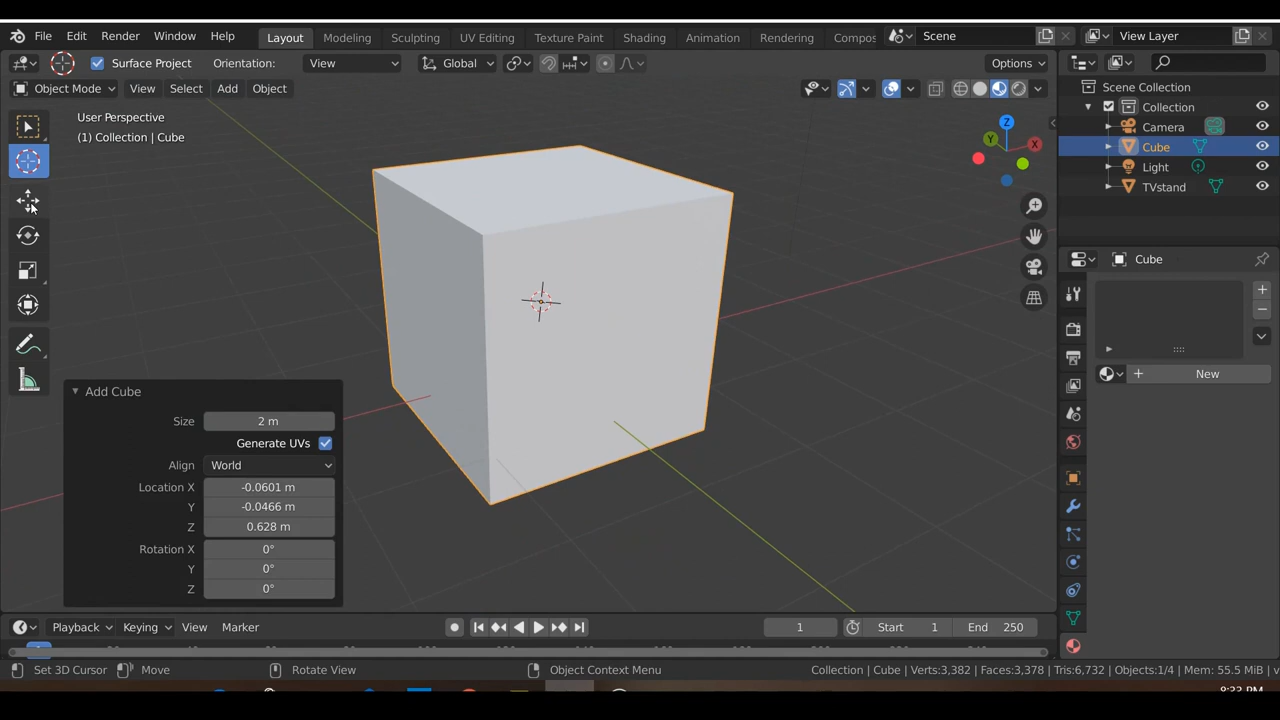 File Edit Render Window Help Layout Modeling Sculpting UV Editing Texture Paint Shading Animation Rendering Compos Scene View Layer
Surface Project Orientation: View Global Options
Object Mode View Select Add Object
User Perspective
(1) Collection | Cube
Z
Y
X
Scene Collection
Collection
Camera
Cube
Light
TVstand
Cube
New
Add Cube
Size 2 m
Generate UVs
Align World
Location X -0.0601 m
Y -0.0466 m
Z 0.628 m
Rotation X 0°
Y 0°
Z 0°
Playback Keying View Marker 1 Start 1 End 250
Set 3D Cursor Move Rotate View Object Context Menu Collection | Cube | Verts:3,382 | Faces:3,378 | Tris:6,732 | Objects:1/4 | Mem: 55.5 MiB | v